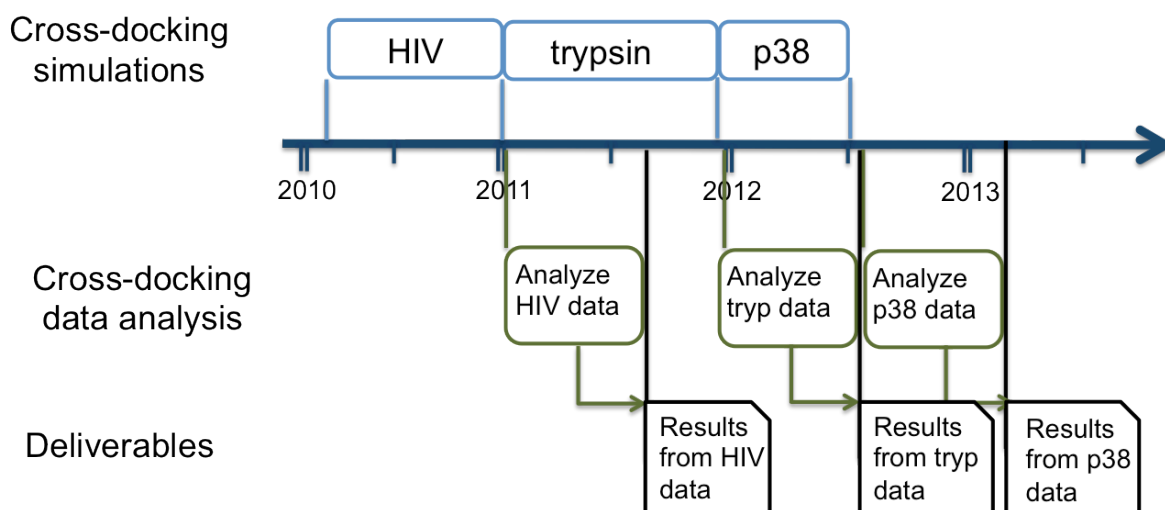 Cross-docking
simulations
HIV
trypsin
p38
2010
2011
2012
2013
Cross-docking
data analysis
Analyze
HIV data
Analyze
tryp data
Analyze
p38 data
Deliverables
Results
from HIV
data
Results
from tryp
data
Results
from p38
data